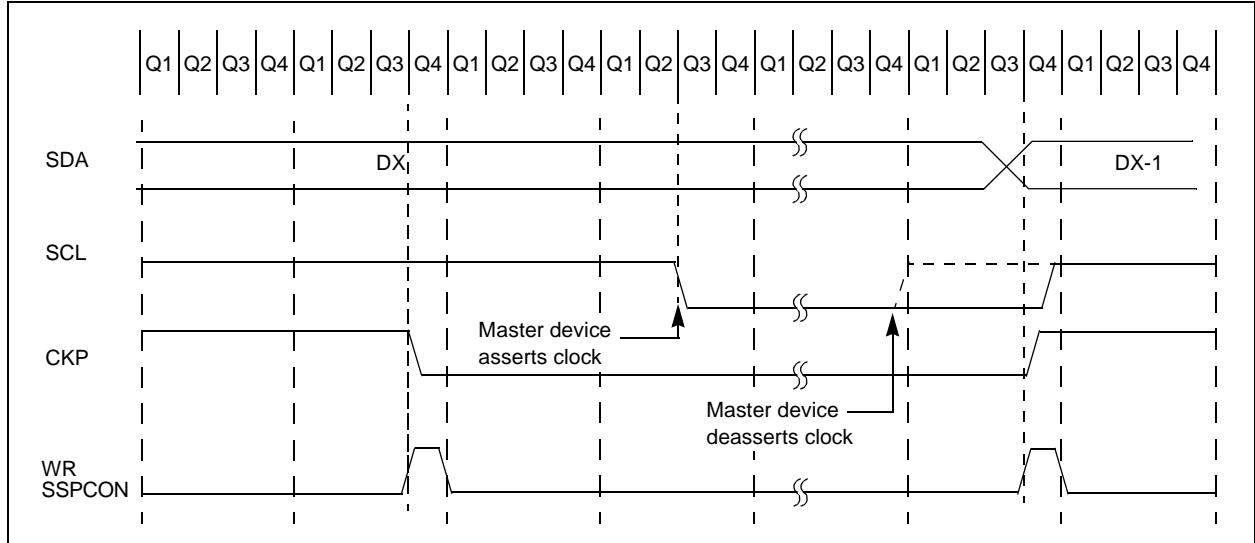 Q1 Q2 Q3 Q4 Q1 Q2 Q3 Q4 Q1 Q2 Q3 Q4 Q1 Q2 Q3 Q4 Q1 Q2 Q3 Q4 Q1 Q2 Q3 Q4 Q1 Q2 Q3 Q4
SDA
DX
DX-1
SCL
Master device
asserts clock
CKP
Master device
deasserts clock
WR
SSPCON